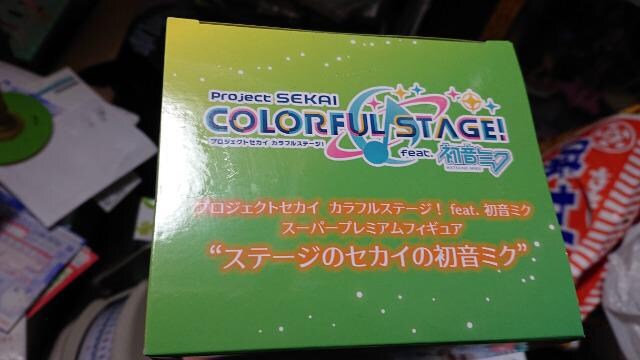 Project SEKAI
COLORFUL STAGE!
プロジェクトセカイ カラフルステージ!
feat. 初音ミク
HATSUNE MIKU
プロジェクトセカイ カラフルステージ! feat. 初音ミク
スーパープレミアムフィギュア
“ステージのセカイの初音ミク”